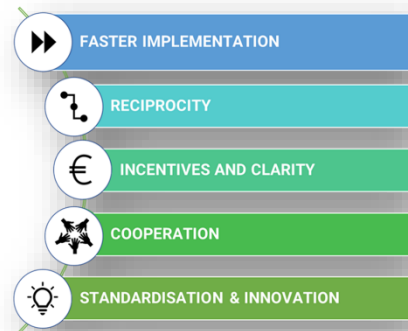 FASTER IMPLEMENTATION
RECIPROCITY
€ INCENTIVES AND CLARITY
COOPERATION
STANDARDISATION & INNOVATION